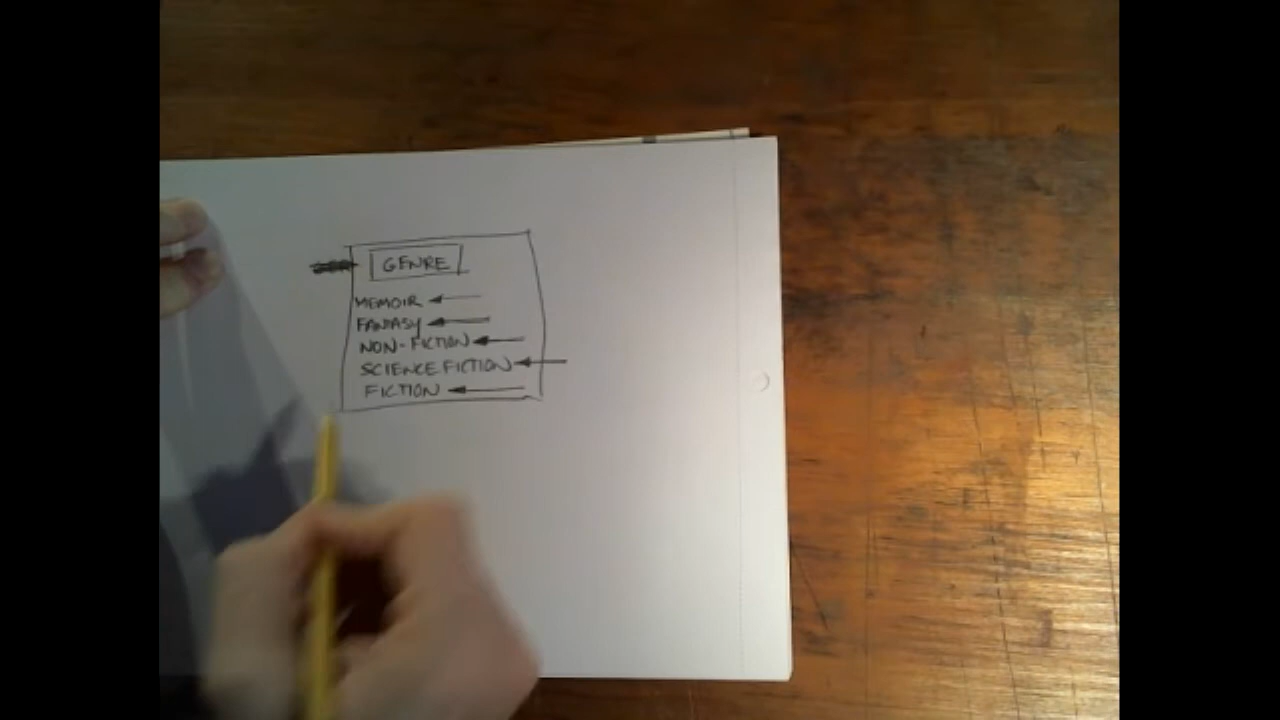 GENRE
MEMOIR
FANTASY
NON-FICTION
SCIENCE FICTION
FICTION